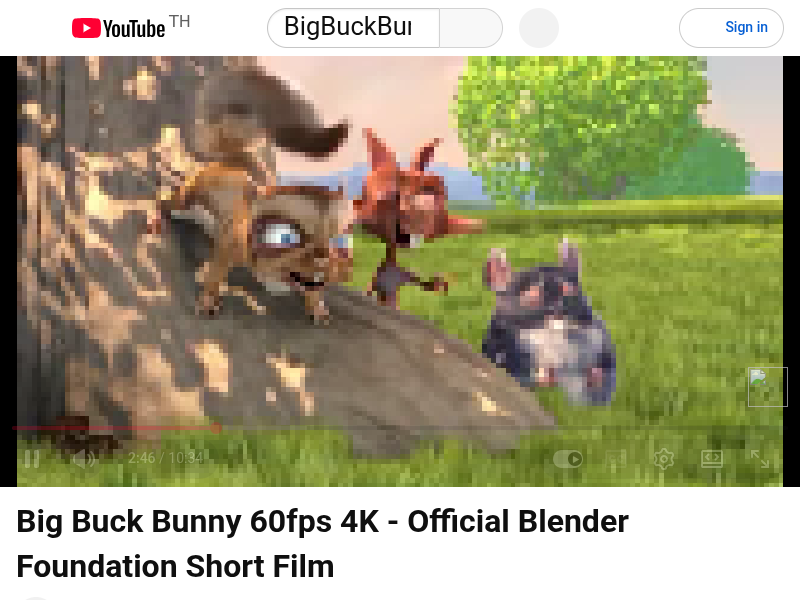 YouTube TH
BigBuckBu
Sign in
2:46 / 10:34
Big Buck Bunny 60fps 4K - Official Blender
Foundation Short Film